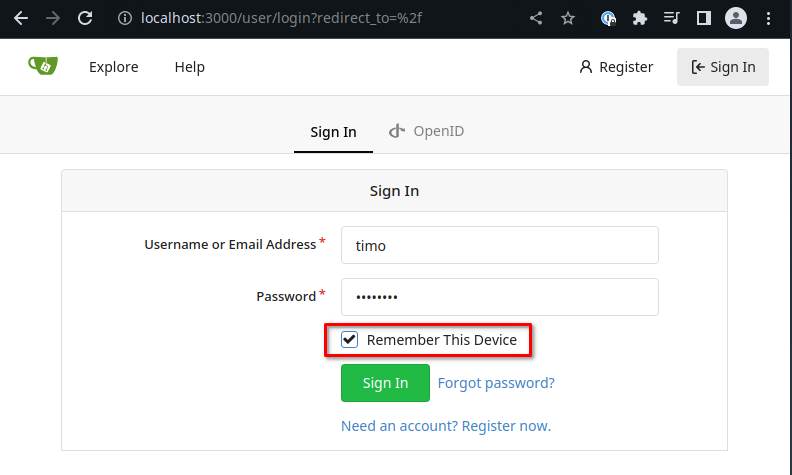 localhost:3000/user/login?redirect_to=%2f
Explore Help Register Sign In
Sign In OpenID
Sign In
Username or Email Address* timo
Password* ••••••••
Remember This Device
Sign In Forgot password?
Need an account? Register now.